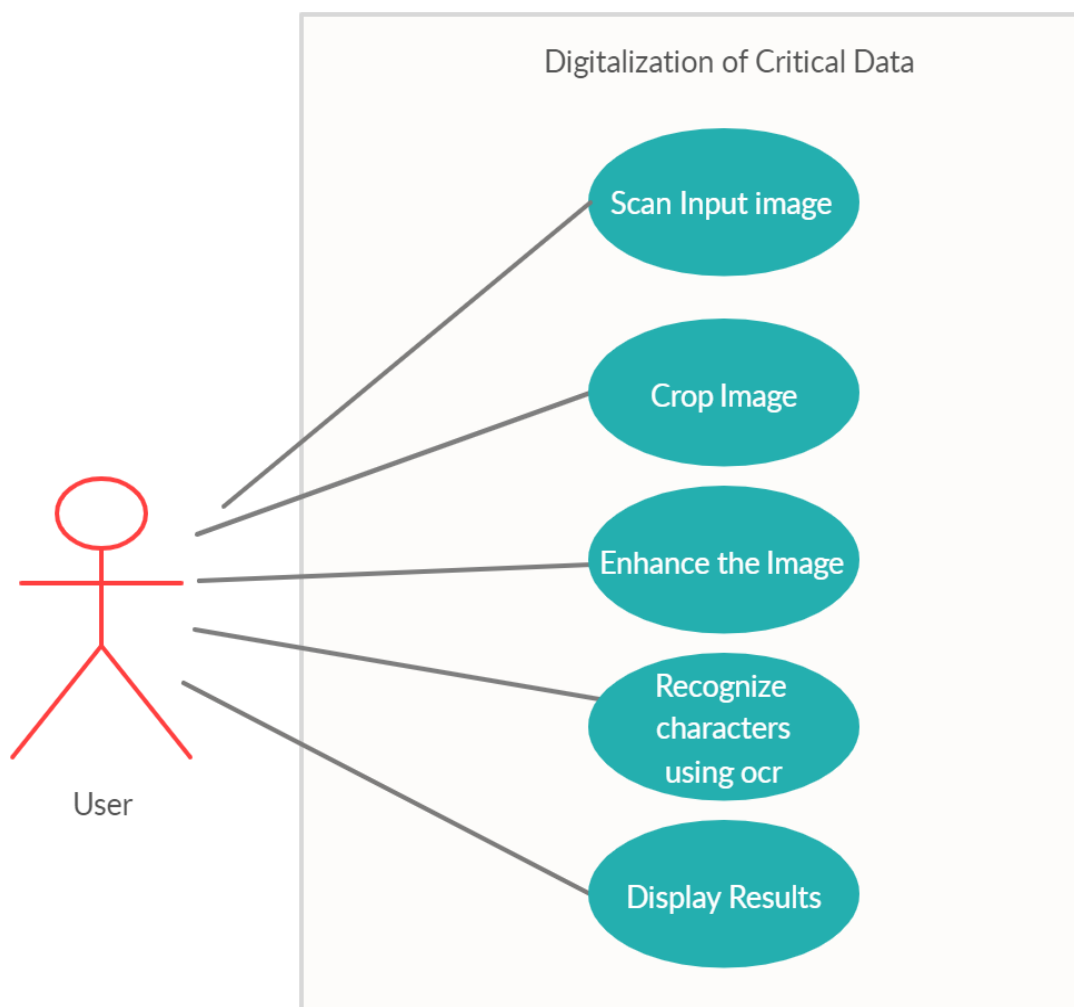 Digitalization of Critical Data
Scan Input image
Crop Image
Enhance the Image
Recognize
characters
using ocr
User
Display Results